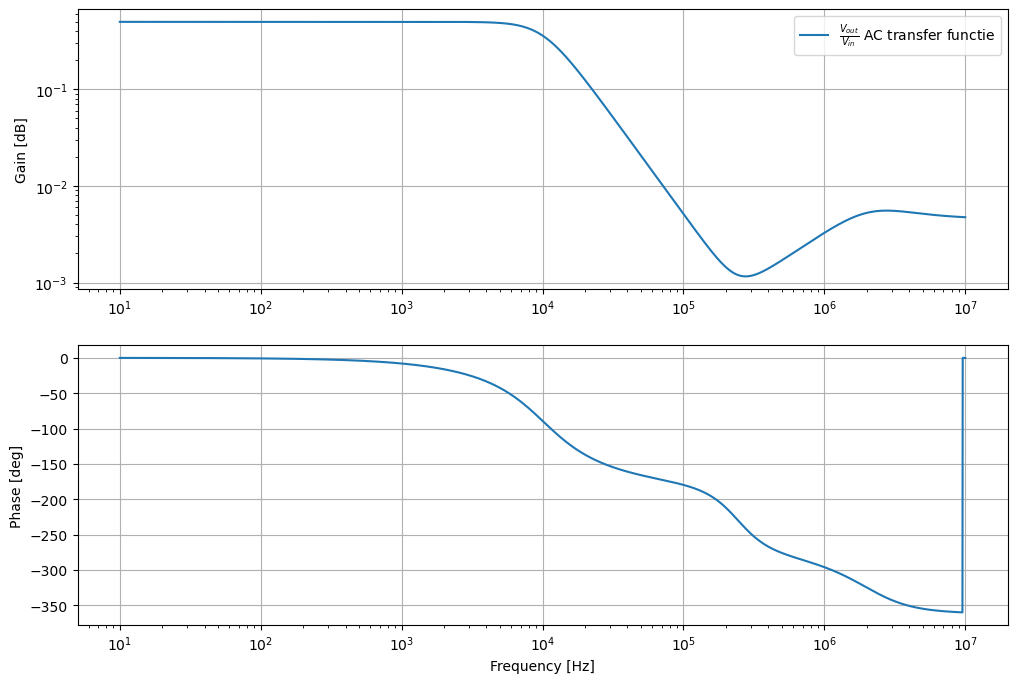 V_out/V_in AC transfer functie
Gain [dB]
10^-1
10^-2
10^-3
10^1 10^2 10^3 10^4 10^5 10^6 10^7
Phase [deg]
0
−50
−100
−150
−200
−250
−300
−350
10^1 10^2 10^3 10^4 10^5 10^6 10^7
Frequency [Hz]